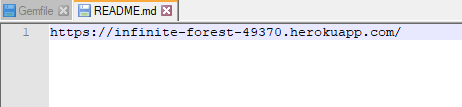 Gemfile README.md
1 https://infinite-forest-49370.herokuapp.com/